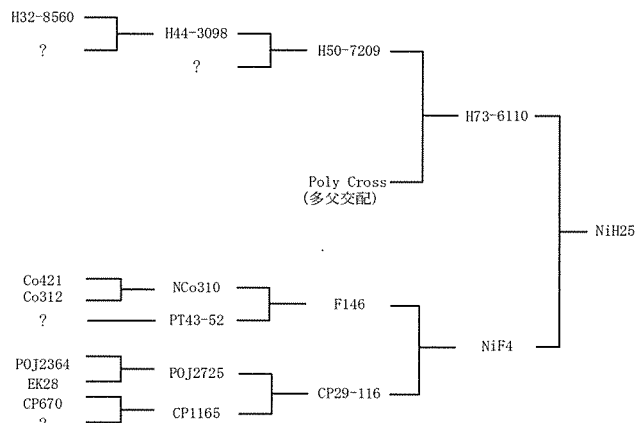 H32-8560
?
H44-3098
?
H50-7209
H73-6110
Poly Cross
(多父交配)
NiH25
Co421
Co312
NCo310
?
PT43-52
F146
NiF4
POJ2364
EK28
POJ2725
CP29-116
CP670
?
CP1165